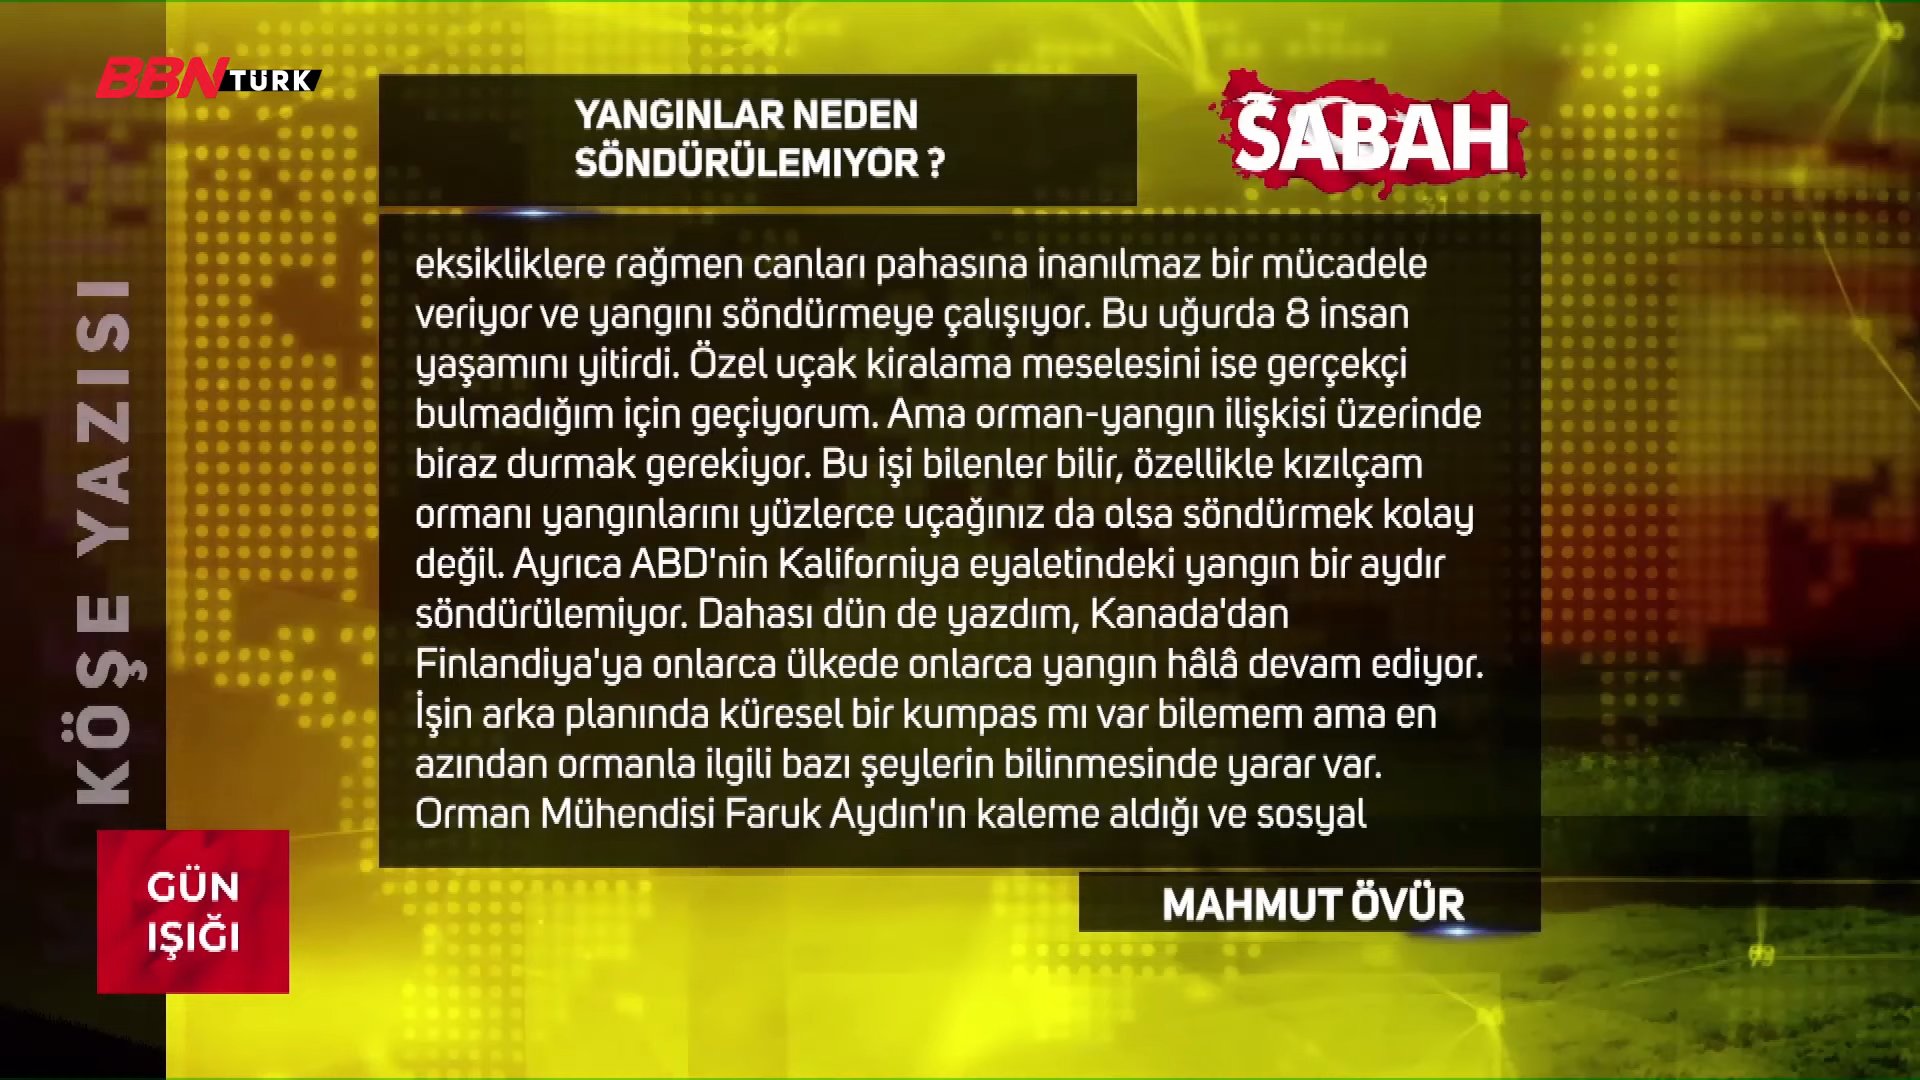 BBN TÜRK
YANGINLAR NEDEN
SÖNDÜRÜLEMIYOR ?
SABAH
eksikliklere rağmen canları pahasına inanılmaz bir mücadele
veriyor ve yangını söndürmeye çalışıyor. Bu uğurda 8 insan
yaşamını yitirdi. Özel uçak kiralama meselesini ise gerçekçi
bulmadığım için geçiyorum. Ama orman-yangın ilişkisi üzerinde
biraz durmak gerekiyor. Bu işi bilenler bilir, özellikle kızılçam
ormanı yangınlarını yüzlerce uçağınız da olsa söndürmek kolay
değil. Ayrıca ABD'nin Kaliforniya eyaletindeki yangın bir aydır
söndürülemiyor. Dahası dün de yazdım, Kanada'dan
Finlandiya'ya onlarca ülkede onlarca yangın hâlâ devam ediyor.
İşin arka planında küresel bir kumpas mı var bilemem ama en
azından ormanla ilgili bazı şeylerin bilinmesinde yarar var.
Orman Mühendisi Faruk Aydın'ın kaleme aldığı ve sosyal
MAHMUT ÖVÜR
KÖŞE YAZISI
GÜN
IŞIĞI